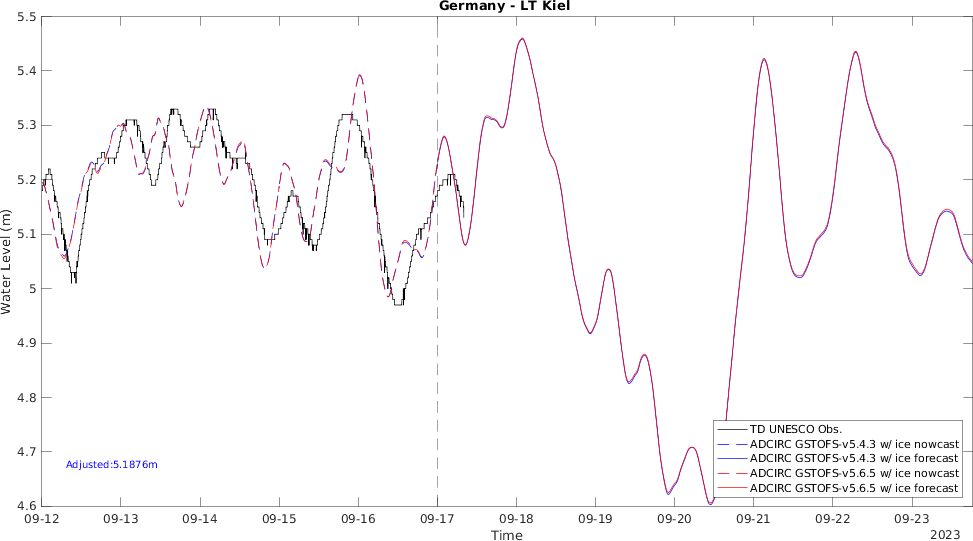 Germany - LT Kiel
5.5
5.4
5.3
5.2
5.1
5
4.9
4.8
4.7
4.6
Water Level (m)
Adjusted:5.1876m
TD UNESCO Obs.
ADCIRC GSTOFS-v5.4.3 w/ ice nowcast
ADCIRC GSTOFS-v5.4.3 w/ ice forecast
ADCIRC GSTOFS-v5.6.5 w/ ice nowcast
ADCIRC GSTOFS-v5.6.5 w/ ice forecast
09-12 09-13 09-14 09-15 09-16 09-17 09-18 09-19 09-20 09-21 09-22 09-23
Time
2023